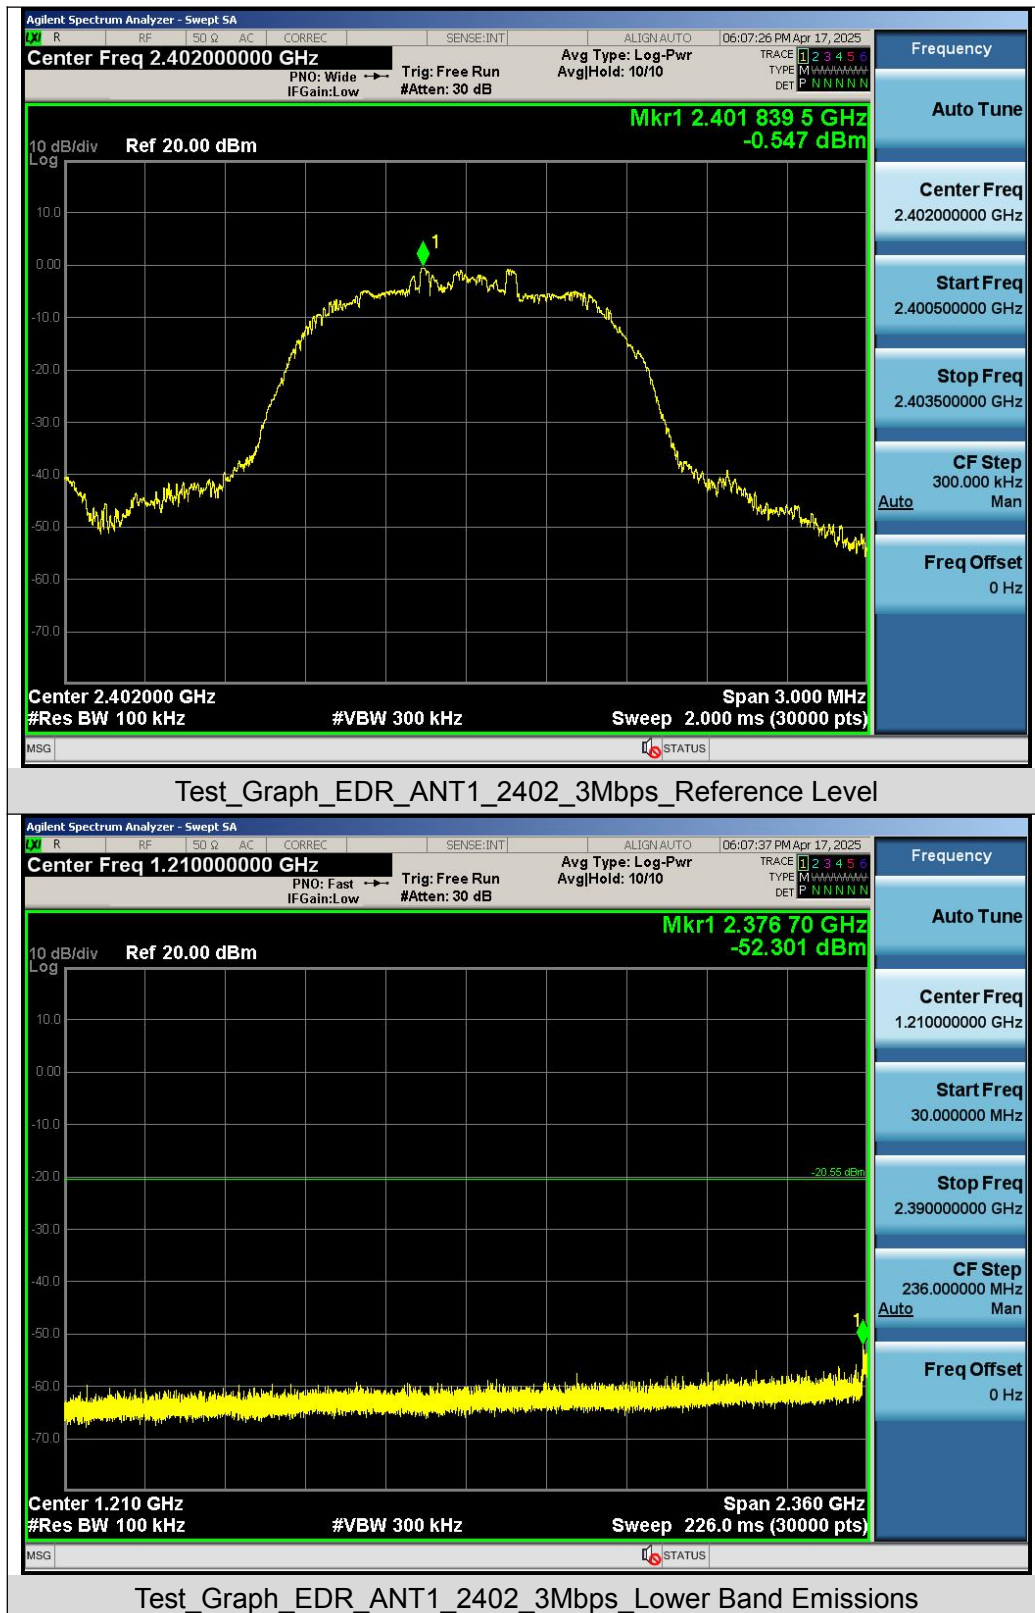 Agilent Spectrum Analyzer - Swept SA
LXI R RF 50 Ω AC CORREC SENSE:INT ALIGN AUTO 06:07:26 PM Apr 17, 2025
Center Freq 2.402000000 GHz
PNO: Wide
IFGain:Low
Trig: Free Run
#Atten: 30 dB
Avg Type: Log-Pwr
Avg|Hold: 10/10
TRACE 1 2 3 4 5 6
TYPE M
DET P N N N N N
Mkr1 2.401 839 5 GHz
-0.547 dBm
10 dB/div Ref 20.00 dBm
Log
10.0
0.00
-10.0
-20.0
-30.0
-40.0
-50.0
-60.0
-70.0
1
Center 2.402000 GHz Span 3.000 MHz
#Res BW 100 kHz #VBW 300 kHz Sweep 2.000 ms (30000 pts)
MSG STATUS
Frequency
Auto Tune
Center Freq
2.402000000 GHz
Start Freq
2.400500000 GHz
Stop Freq
2.403500000 GHz
CF Step
300.000 kHz
Auto Man
Freq Offset
0 Hz
Test_Graph_EDR_ANT1_2402_3Mbps_Reference Level
Agilent Spectrum Analyzer - Swept SA
LXI R RF 50 Ω AC CORREC SENSE:INT ALIGN AUTO 06:07:37 PM Apr 17, 2025
Center Freq 1.210000000 GHz
PNO: Fast
IFGain:Low
Trig: Free Run
#Atten: 30 dB
Avg Type: Log-Pwr
Avg|Hold: 10/10
TRACE 1 2 3 4 5 6
TYPE M
DET P N N N N N
Mkr1 2.376 70 GHz
-52.301 dBm
10 dB/div Ref 20.00 dBm
Log
10.0
0.00
-10.0
-20.0
-30.0
-40.0
-50.0
-60.0
-70.0
-20.55 dBm
1
Center 1.210 GHz Span 2.360 GHz
#Res BW 100 kHz #VBW 300 kHz Sweep 226.0 ms (30000 pts)
MSG STATUS
Frequency
Auto Tune
Center Freq
1.210000000 GHz
Start Freq
30.000000 MHz
Stop Freq
2.390000000 GHz
CF Step
236.000000 MHz
Auto Man
Freq Offset
0 Hz
Test_Graph_EDR_ANT1_2402_3Mbps_Lower Band Emissions